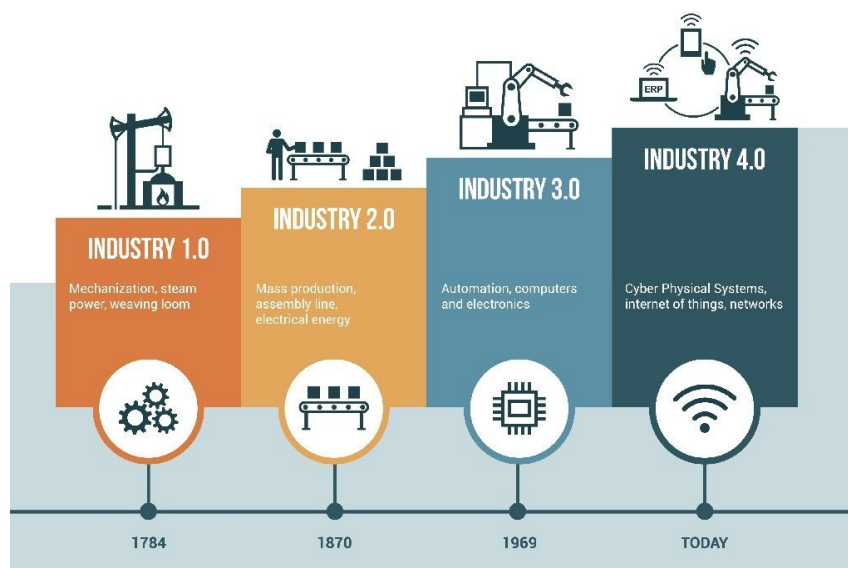 ERP
INDUSTRY 1.0
Mechanization, steam
power, weaving loom
INDUSTRY 2.0
Mass production,
assembly line,
electrical energy
INDUSTRY 3.0
Automation, computers
and electronics
INDUSTRY 4.0
Cyber Physical Systems,
internet of things, networks
1784
1870
1969
TODAY